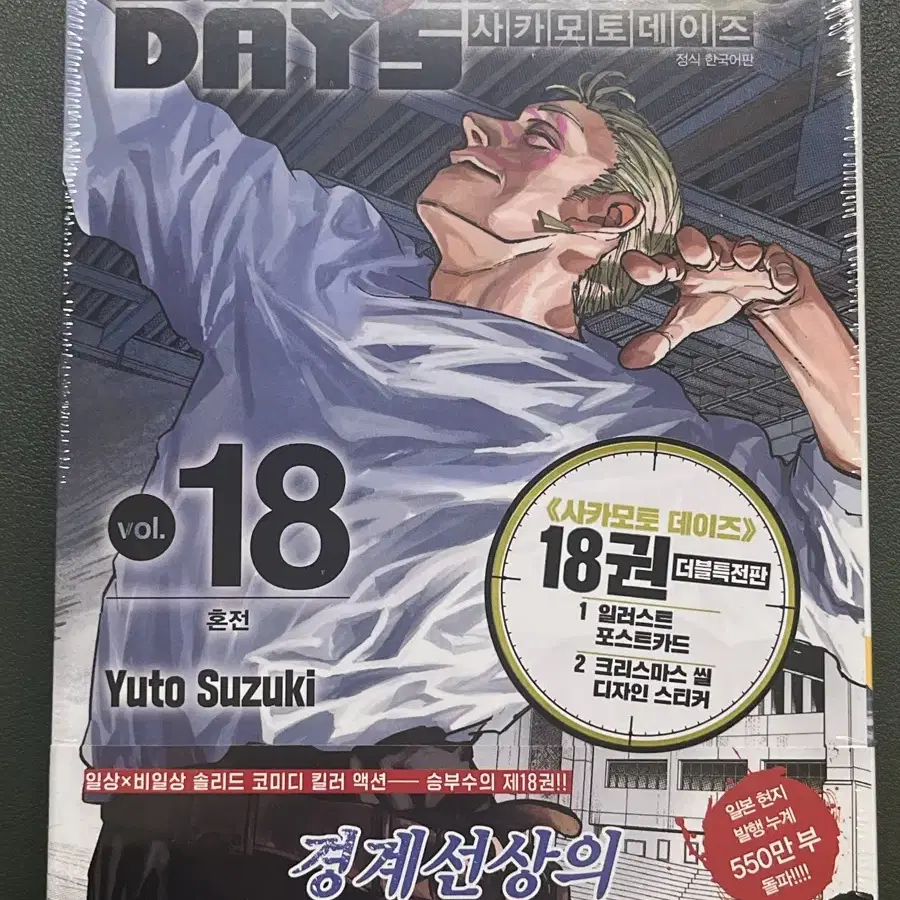 DAYS
사카모토데이즈
정식 한국어판
vol. 18
혼전
Yuto Suzuki
《사카모토 데이즈》
18권 더블특전판
1 일러스트
포스트카드
2 크리스마스 씰
디자인 스티커
일상×비일상 솔리드 코미디 킬러 액션── 승부수의 제18권!!
경계선상의
일본 현지
발행 누계
550만 부
돌파!!!!